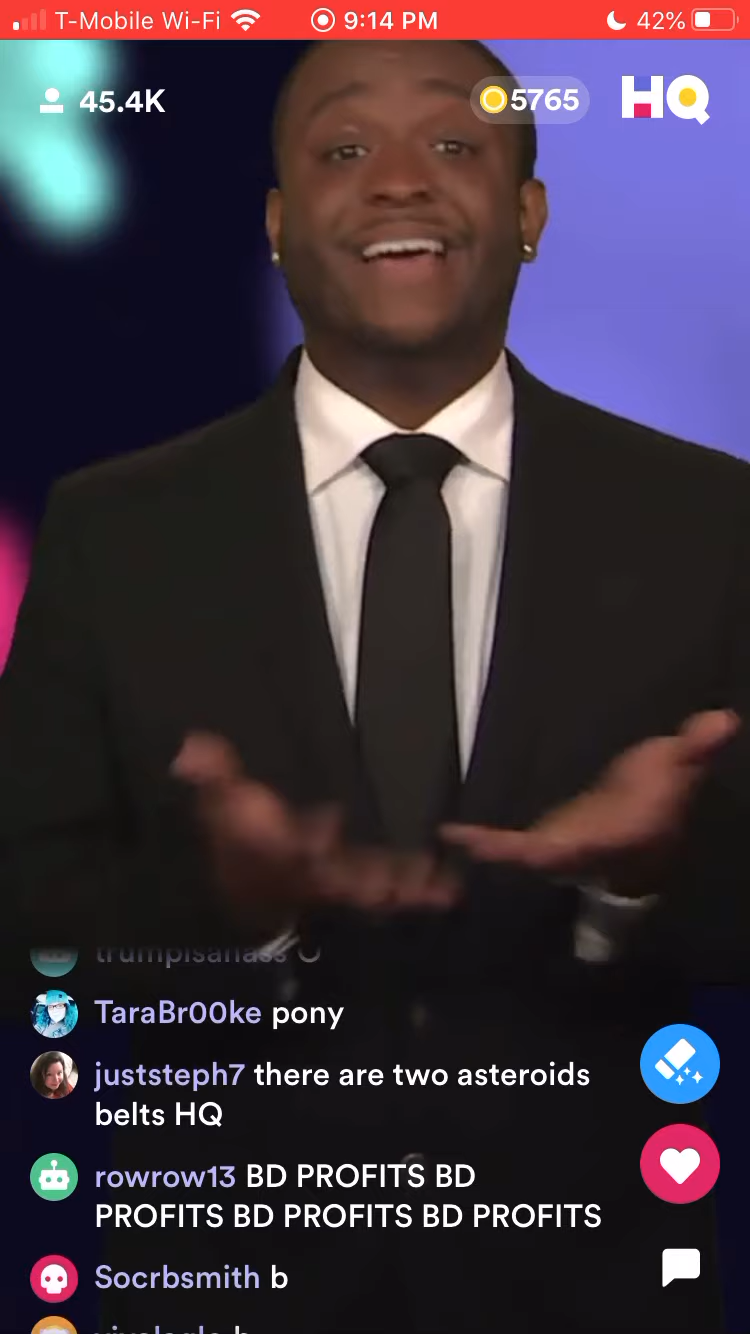 T-Mobile Wi-Fi 9:14 PM 42%
45.4K 5765 HQ
trumpisanass
TaraBr00ke pony
juststeph7 there are two asteroids
belts HQ
rowrow13 BD PROFITS BD
PROFITS BD PROFITS BD PROFITS
Socrbsmith b